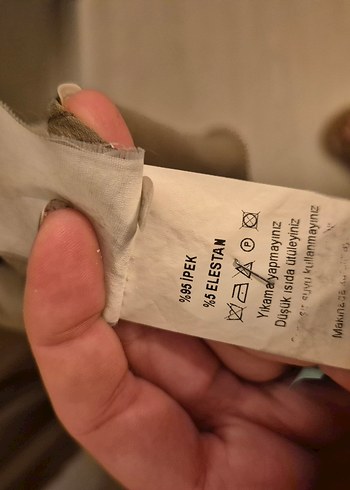 %95 İPEK
%5 ELESTAN
P
Yıkama yapmayınız
Düşük ısıda ütüleyiniz
suyu kullanmayınız